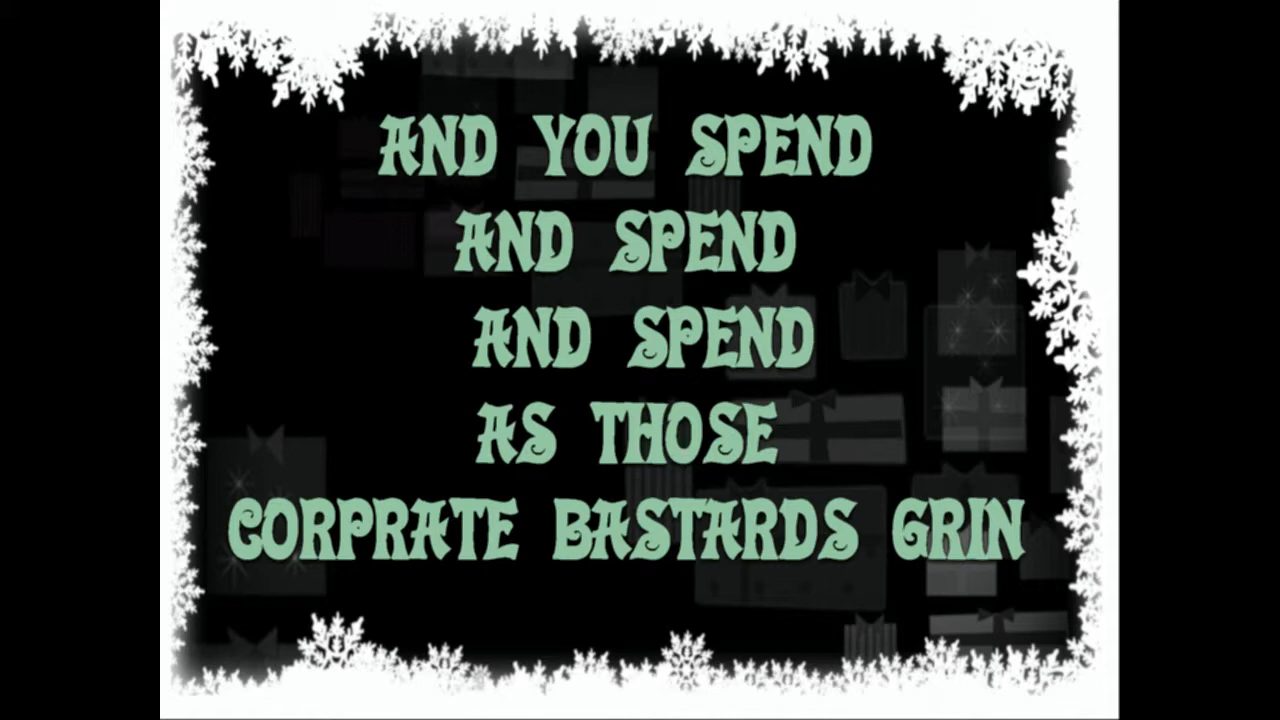 AND YOU SPEND
AND SPEND
AND SPEND
AS THOSE
CORPRATE BASTARDS GRIN